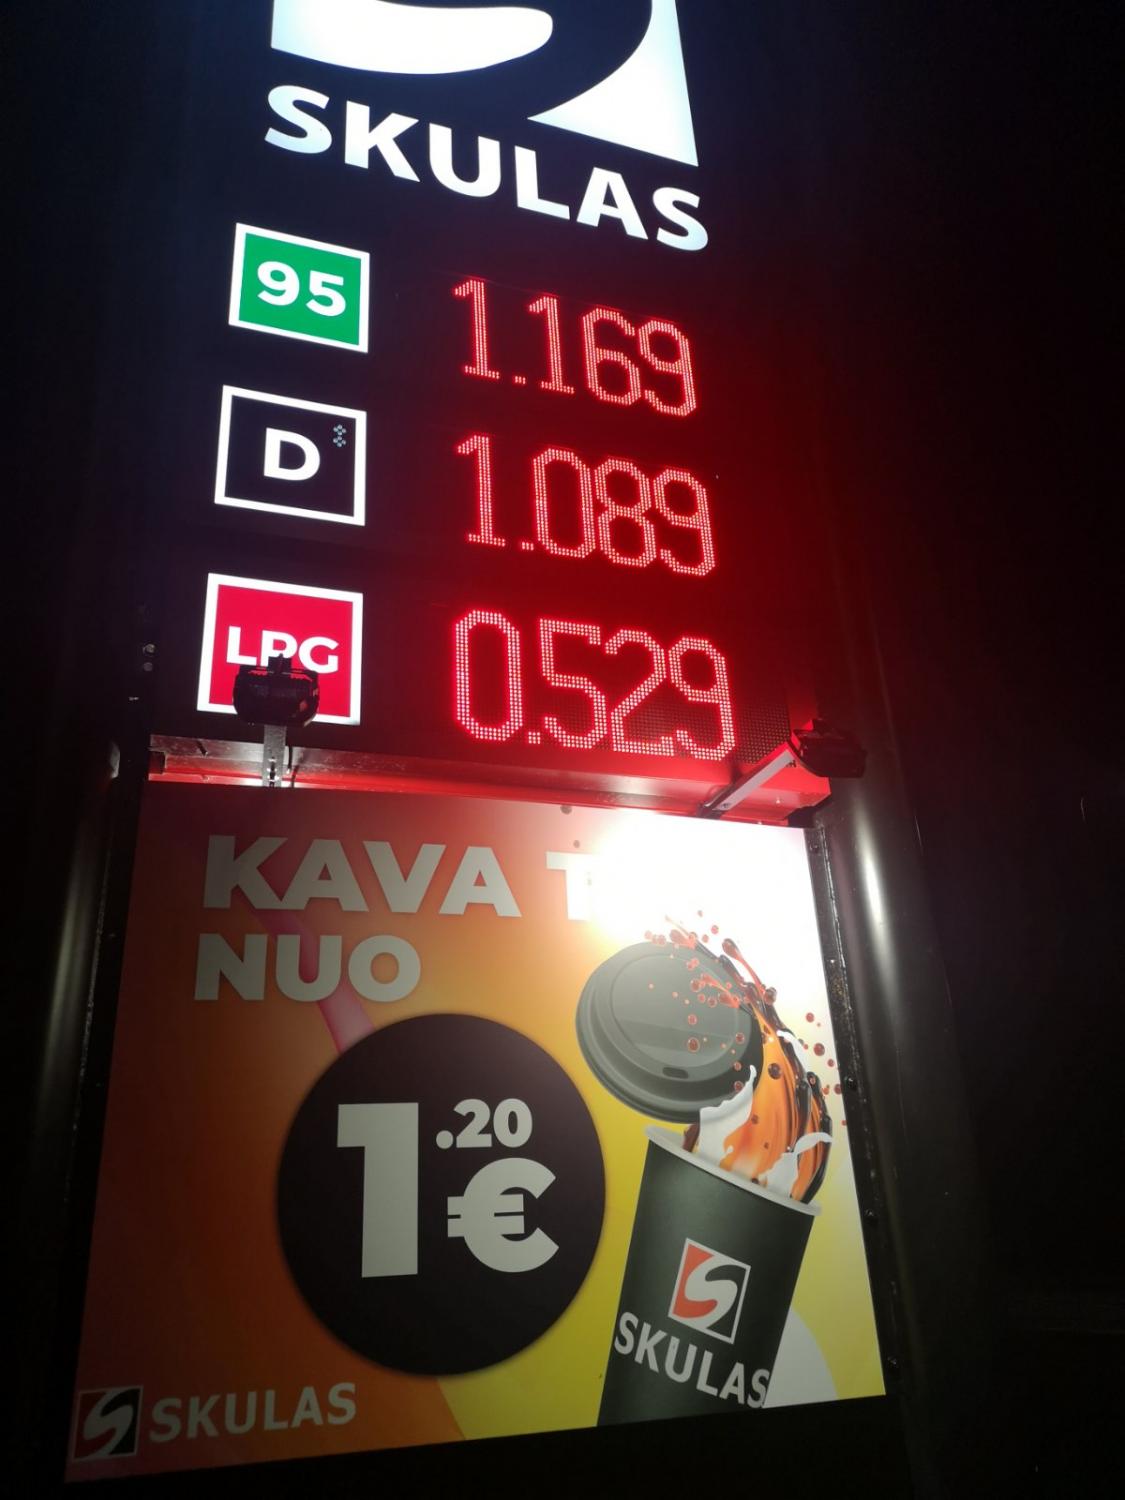 SKULAS
95 1.169
D 1.089
LPG 0.529
KAVA
NUO
1.20€
SKULAS
SKULAS